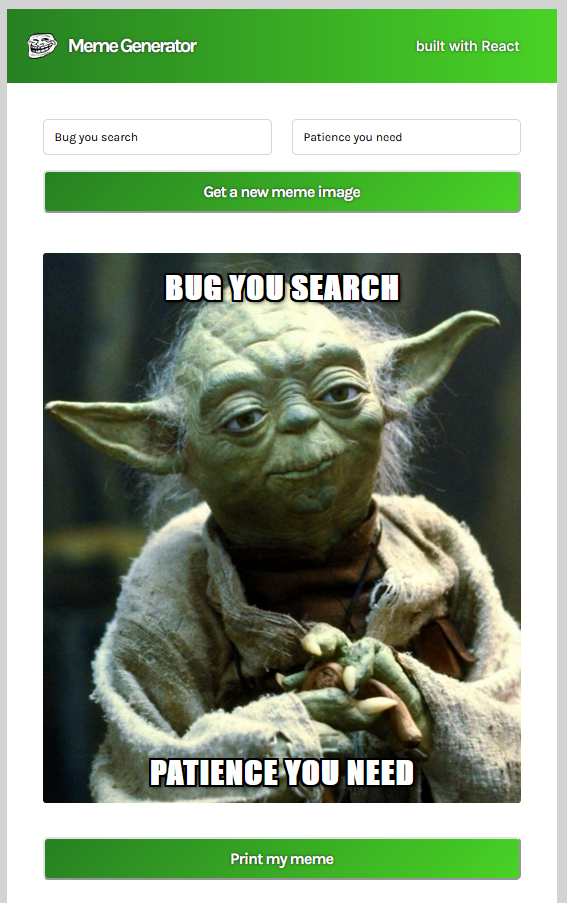 Meme Generator
built with React
Bug you search
Patience you need
Get a new meme image
BUG YOU SEARCH
PATIENCE YOU NEED
Print my meme